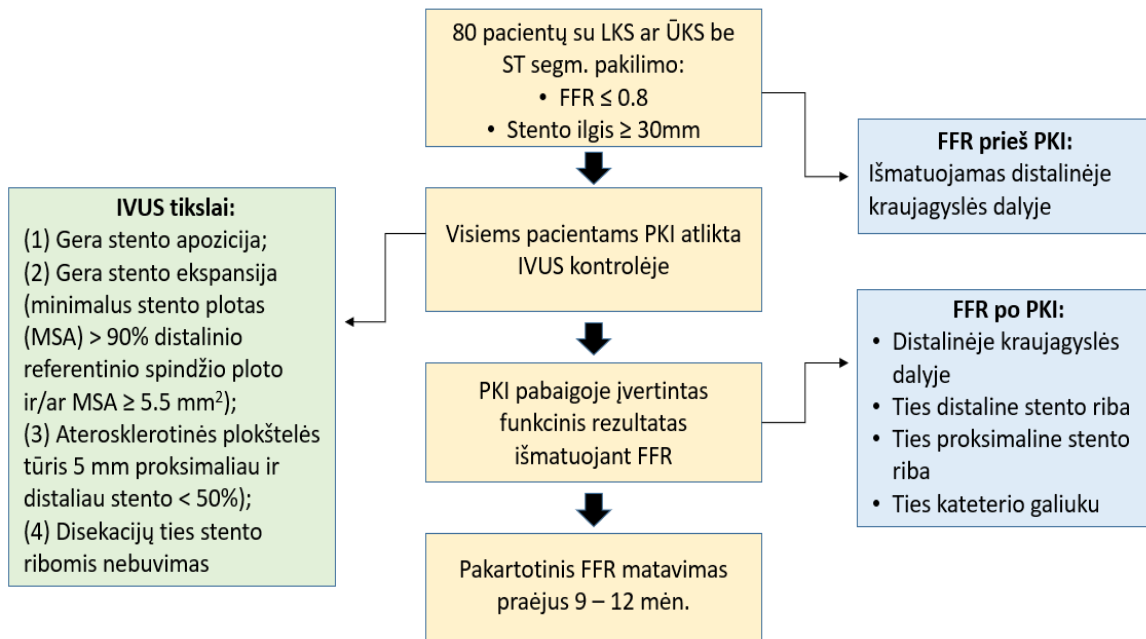 80 pacientų su LKS ar ŪKS be
ST segm. pakilimo:
• FFR ≤ 0.8
• Stento ilgis ≥ 30mm
FFR prieš PKI:
Išmatuojamas distalinėje
kraujagyslės dalyje
IVUS tikslai:
(1) Gera stento apozicija;
(2) Gera stento ekspansija
(minimalus stento plotas
(MSA) > 90% distalinio
referentinio spindžio ploto
ir/ar MSA ≥ 5.5 mm²);
(3) Aterosklerotinės plokštelės
tūris 5 mm proksimaliau ir
distaliau stento < 50%);
(4) Disekacijų ties stento
ribomis nebuvimas
Visiems pacientams PKI atlikta
IVUS kontrolėje
FFR po PKI:
• Distalinėje kraujagyslės
dalyje
• Ties distaline stento riba
• Ties proksimaline stento
riba
• Ties kateterio galiuku
PKI pabaigoje įvertintas
funkcinis rezultatas
išmatuojant FFR
Pakartotinis FFR matavimas
praėjus 9 – 12 mėn.